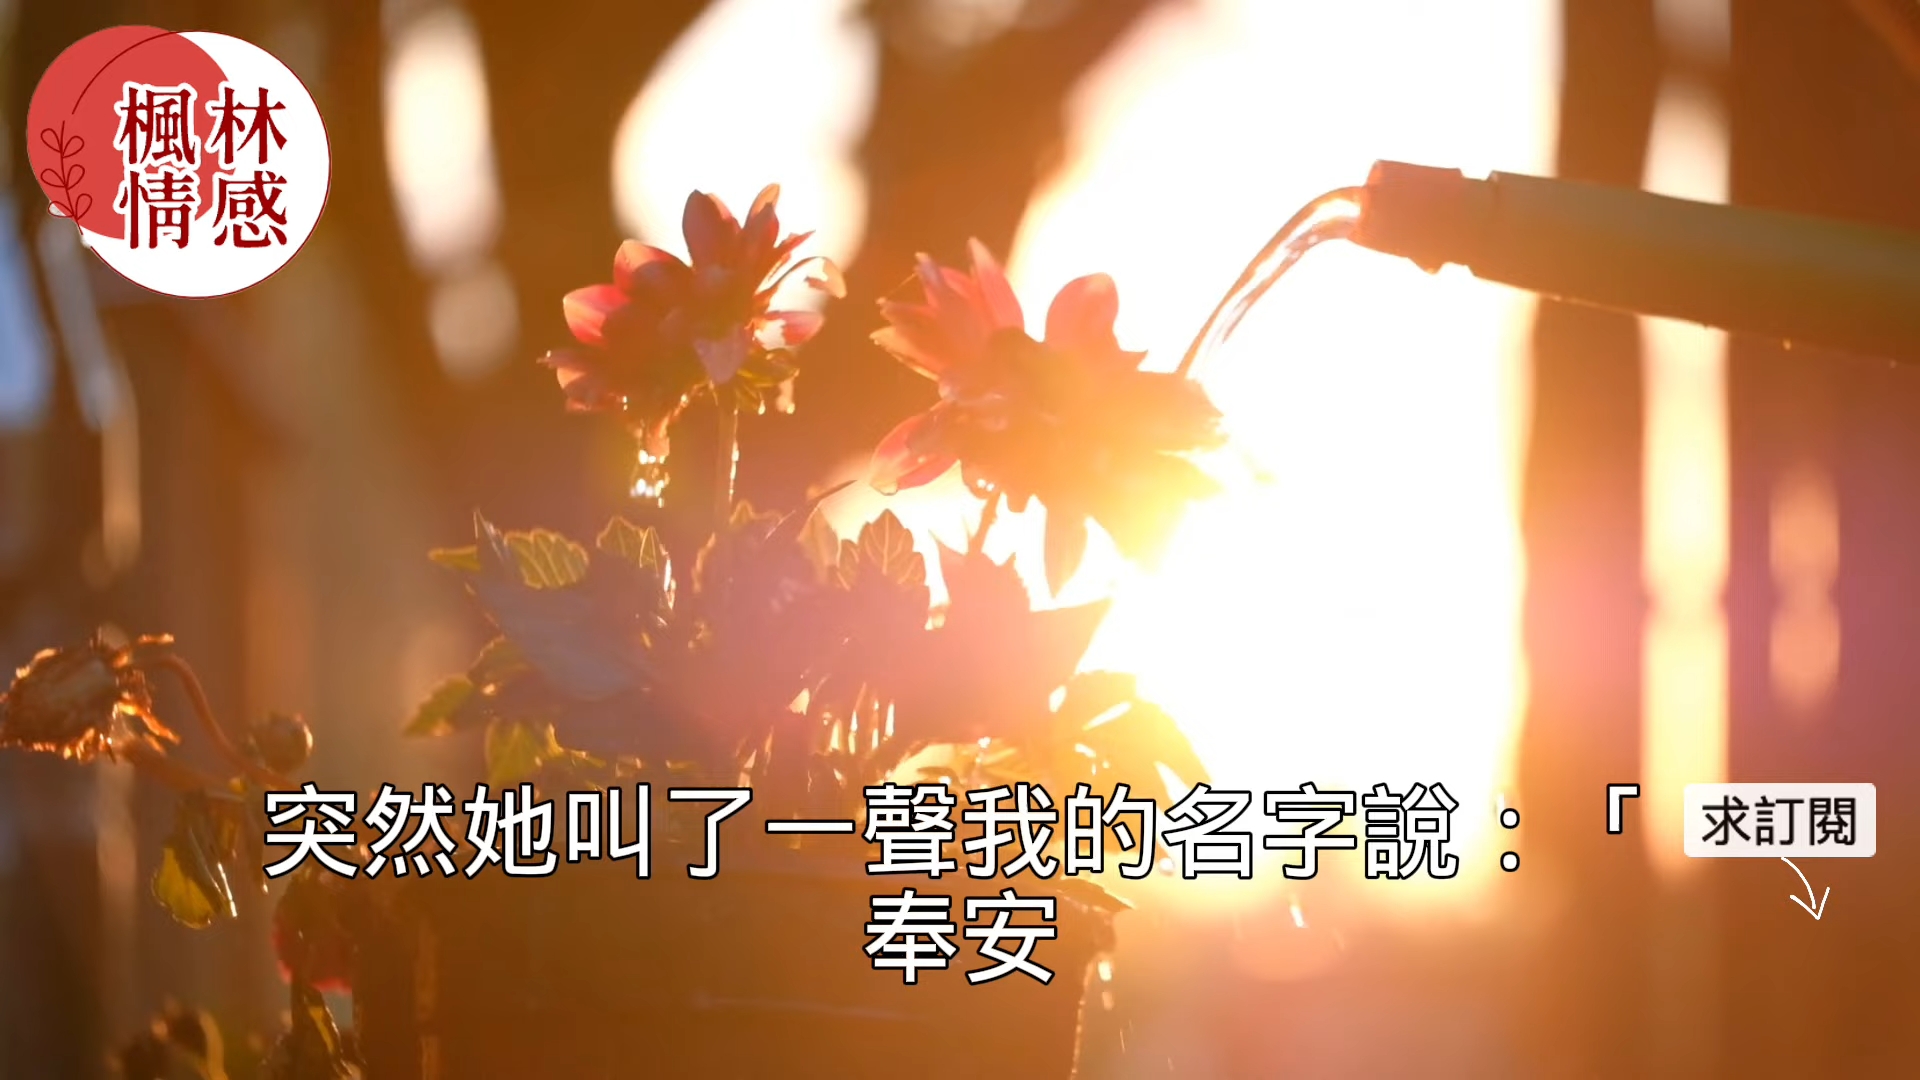 楓林
情感
突然她叫了一聲我的名字說：「
奉安
求訂閱